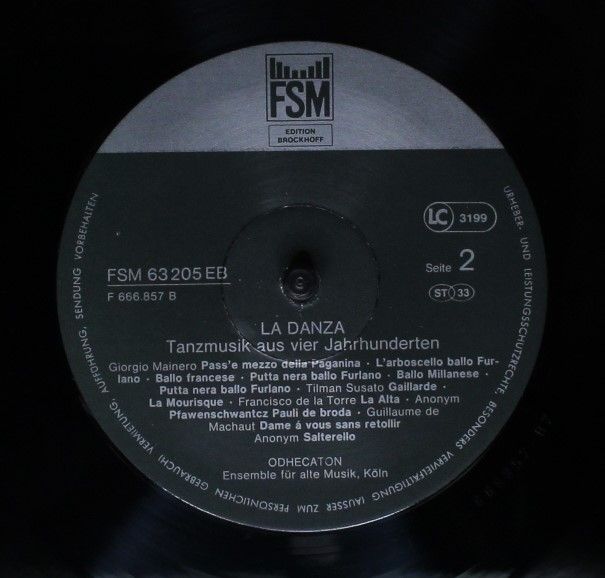 FSM
EDITION
BROCKHOFF
LC 3199
FSM 63 205 EB
F 666.857 B
Seite 2
ST 33
LA DANZA
Tanzmusik aus vier Jahrhunderten
Giorgio Mainero Pass'e mezzo della Paganina · L'arboscello ballo Fur-
lano · Ballo francese · Putta nera ballo Furlano · Ballo Millanese ·
Putta nera ballo Furlano · Tilman Susato Gaillarde ·
La Mourisque · Francisco de la Torre La Alta · Anonym
Pfawenschwantcz Pauli de broda · Guillaume de
Machaut Dame á vous sans retollir
Anonym Salterello
ODHECATON
Ensemble für alte Musik, Köln
URHEBER- UND LEISTUNGSSCHUTZRECHTE, BESONDERS VERVIELFÄLTIGUNG (AUSSER ZUM PERSÖNLICHEN GEBRAUCH) VERMIETUNG, AUFFÜHRUNG, SENDUNG VORBEHALTEN